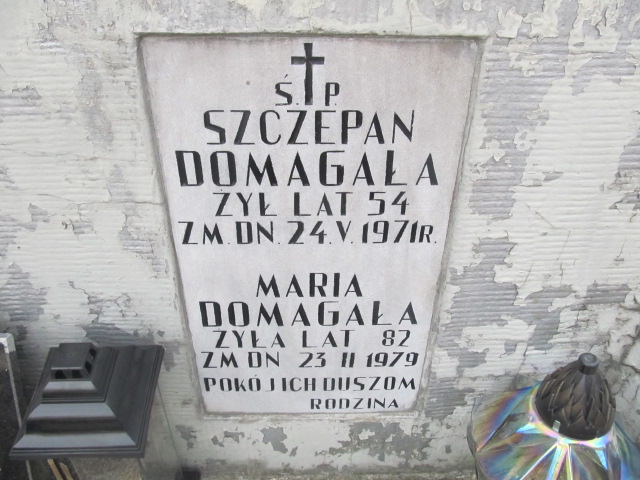 Ś.P.
SZCZEPAN
DOMAGAŁA
ŻYŁ LAT 54
ZM.DN.24.V.1971R.
MARIA
DOMAGAŁA
ŻYŁA LAT 82
ZM DN 23 II 1979
POKÓJ ICH DUSZOM
RODZINA